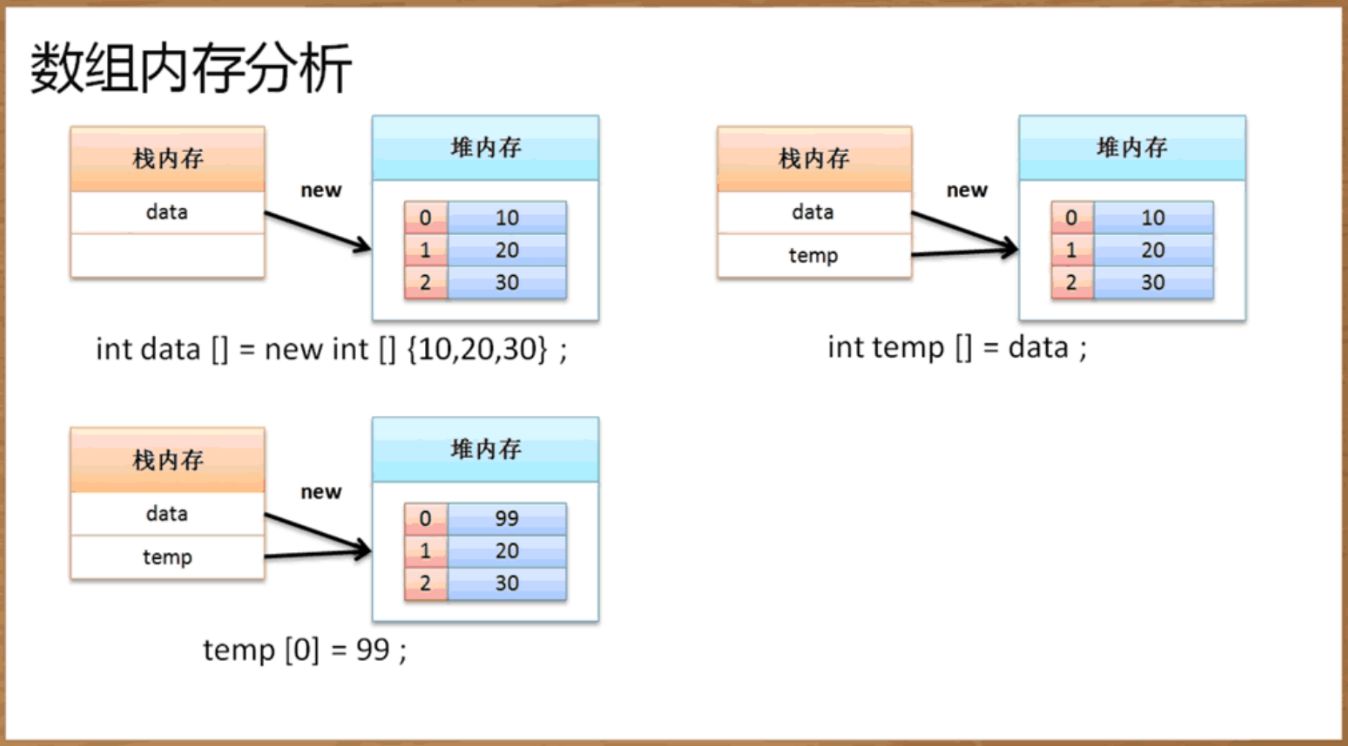 数组内存分析
栈内存
data
new
堆内存
0 10
1 20
2 30
int data [] = new int [] {10,20,30} ;
栈内存
data
temp
new
堆内存
0 10
1 20
2 30
int temp [] = data ;
栈内存
data
temp
new
堆内存
0 99
1 20
2 30
temp [0] = 99 ;